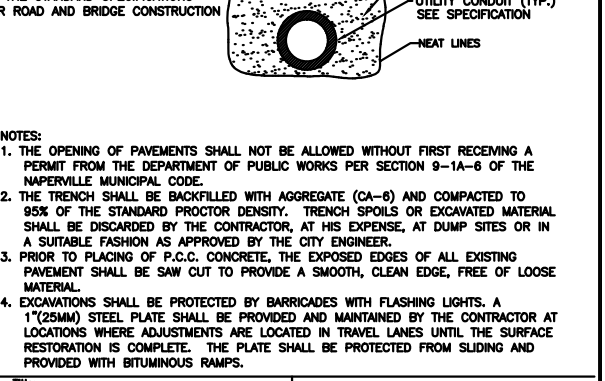 R ROAD AND BRIDGE CONSTRUCTION
UTILITY CONDUIT (TYP.)
SEE SPECIFICATION
NEAT LINES
NOTES:
1. THE OPENING OF PAVEMENTS SHALL NOT BE ALLOWED WITHOUT FIRST RECEIVING A
PERMIT FROM THE DEPARTMENT OF PUBLIC WORKS PER SECTION 9-1A-6 OF THE
NAPERVILLE MUNICIPAL CODE.
2. THE TRENCH SHALL BE BACKFILLED WITH AGGREGATE (CA-6) AND COMPACTED TO
95% OF THE STANDARD PROCTOR DENSITY. TRENCH SPOILS OR EXCAVATED MATERIAL
SHALL BE DISCARDED BY THE CONTRACTOR, AT HIS EXPENSE, AT DUMP SITES OR IN
A SUITABLE FASHION AS APPROVED BY THE CITY ENGINEER.
3. PRIOR TO PLACING OF P.C.C. CONCRETE, THE EXPOSED EDGES OF ALL EXISTING
PAVEMENT SHALL BE SAW CUT TO PROVIDE A SMOOTH, CLEAN EDGE, FREE OF LOOSE
MATERIAL.
4. EXCAVATIONS SHALL BE PROTECTED BY BARRICADES WITH FLASHING LIGHTS. A
1"(25MM) STEEL PLATE SHALL BE PROVIDED AND MAINTAINED BY THE CONTRACTOR AT
LOCATIONS WHERE ADJUSTMENTS ARE LOCATED IN TRAVEL LANES UNTIL THE SURFACE
RESTORATION IS COMPLETE. THE PLATE SHALL BE PROTECTED FROM SLIDING AND
PROVIDED WITH BITUMINOUS RAMPS.